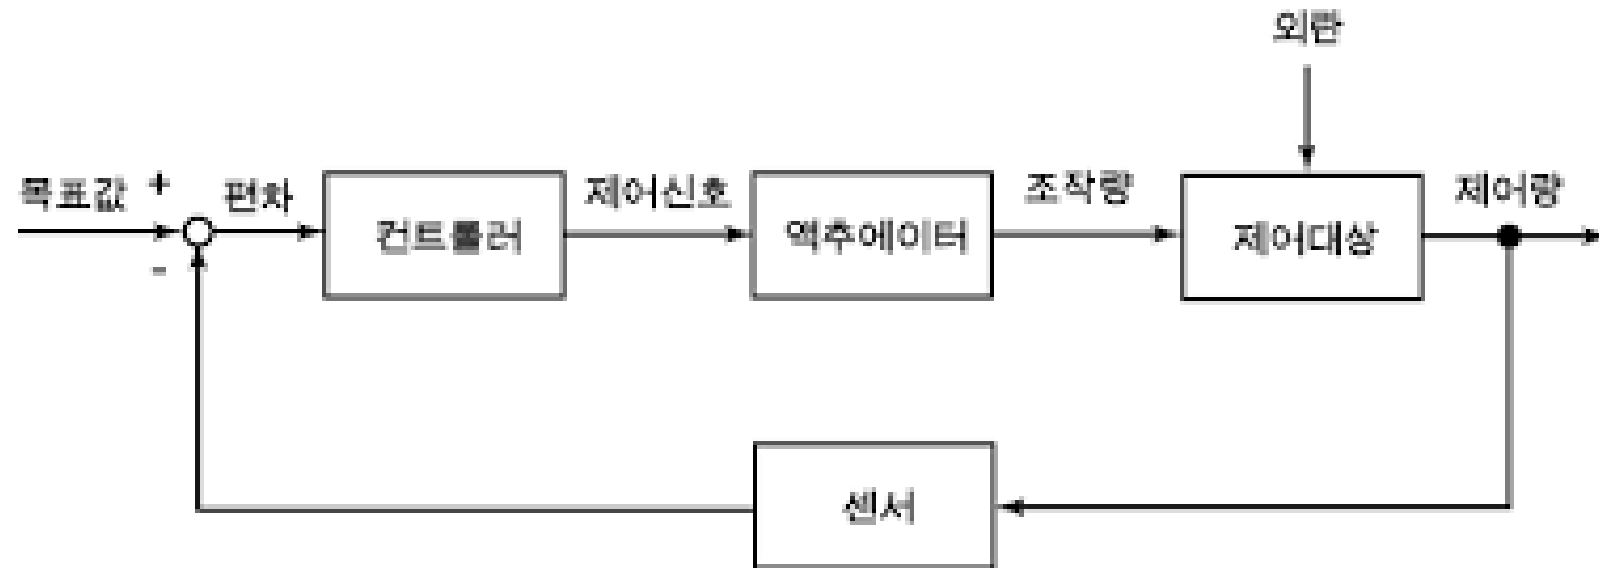 외란
목표값 + 편차 제어신호 조작량 제어량
컨트롤러 액추에이터 제어대상
-
센서